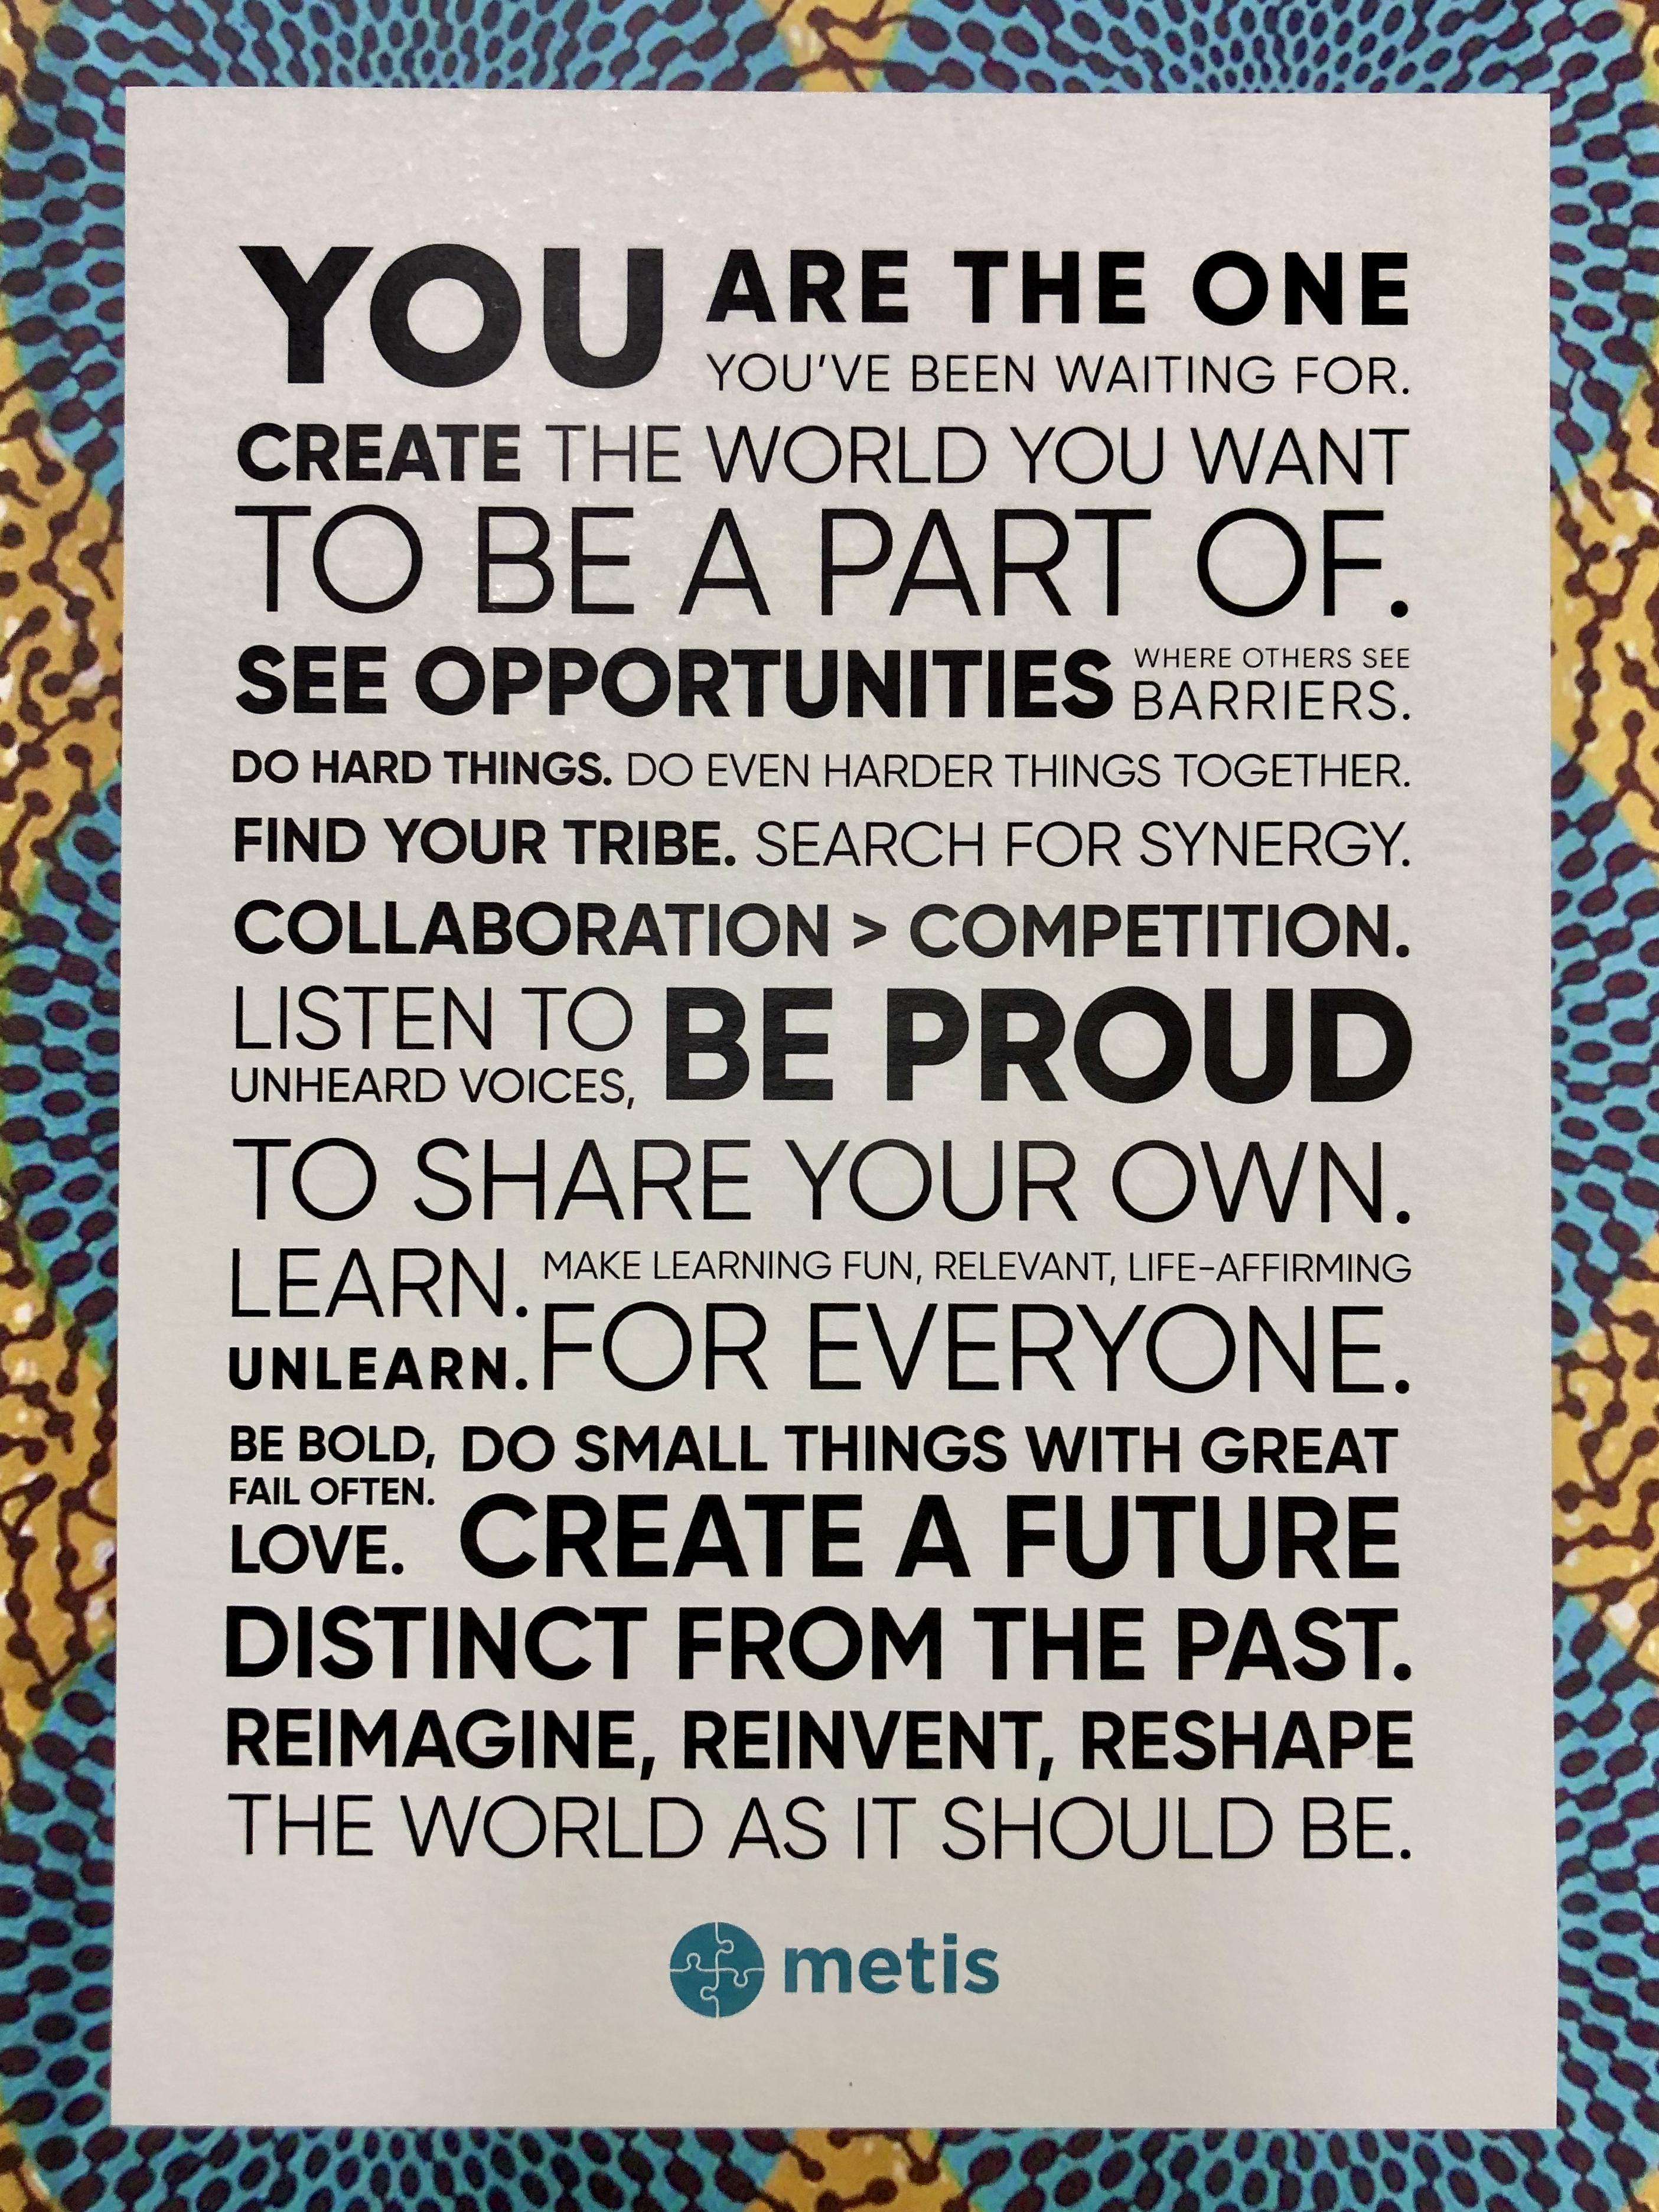 YOU ARE THE ONE
YOU'VE BEEN WAITING FOR.
CREATE THE WORLD YOU WANT
TO BE A PART OF.
SEE OPPORTUNITIES WHERE OTHERS SEE
BARRIERS.
DO HARD THINGS. DO EVEN HARDER THINGS TOGETHER.
FIND YOUR TRIBE. SEARCH FOR SYNERGY.
COLLABORATION > COMPETITION.
LISTEN TO
UNHEARD VOICES,
BE PROUD
TO SHARE YOUR OWN.
LEARN.
UNLEARN.
MAKE LEARNING FUN, RELEVANT, LIFE-AFFIRMING
FOR EVERYONE.
BE BOLD,
FAIL OFTEN.
DO SMALL THINGS WITH GREAT
LOVE.
CREATE A FUTURE
DISTINCT FROM THE PAST.
REIMAGINE, REINVENT, RESHAPE
THE WORLD AS IT SHOULD BE.
metis